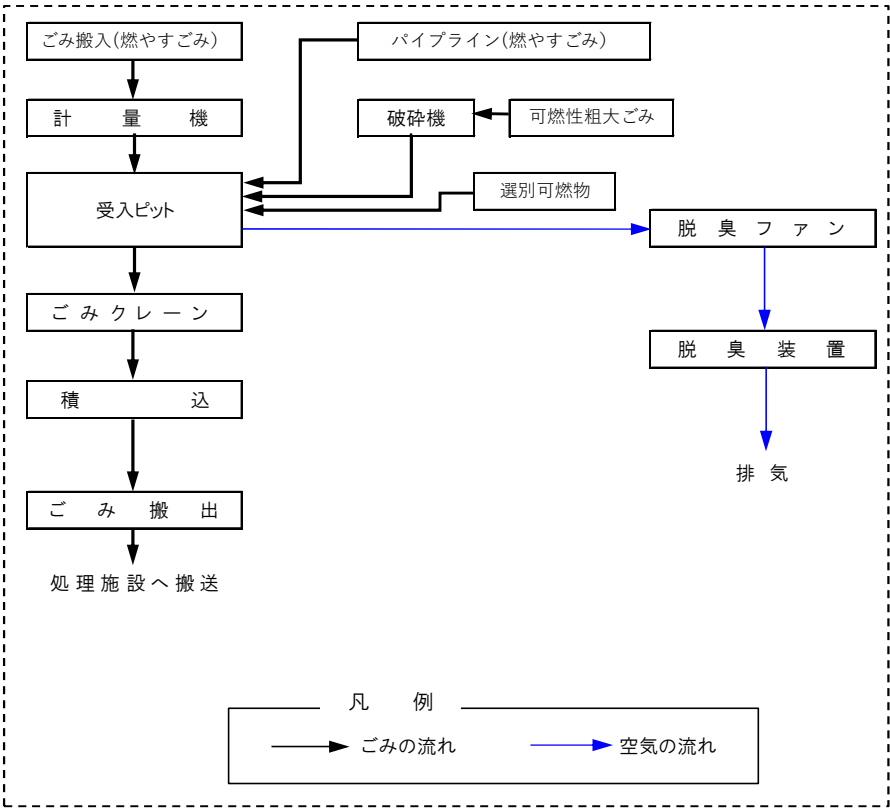 ごみ搬入(燃やすごみ)
パイプライン(燃やすごみ)
計量機
破砕機
可燃性粗大ごみ
受入ピット
選別可燃物
脱臭ファン
ごみクレーン
脱臭装置
積込
排気
ごみ搬出
処理施設へ搬送
凡例
ごみの流れ
空気の流れ